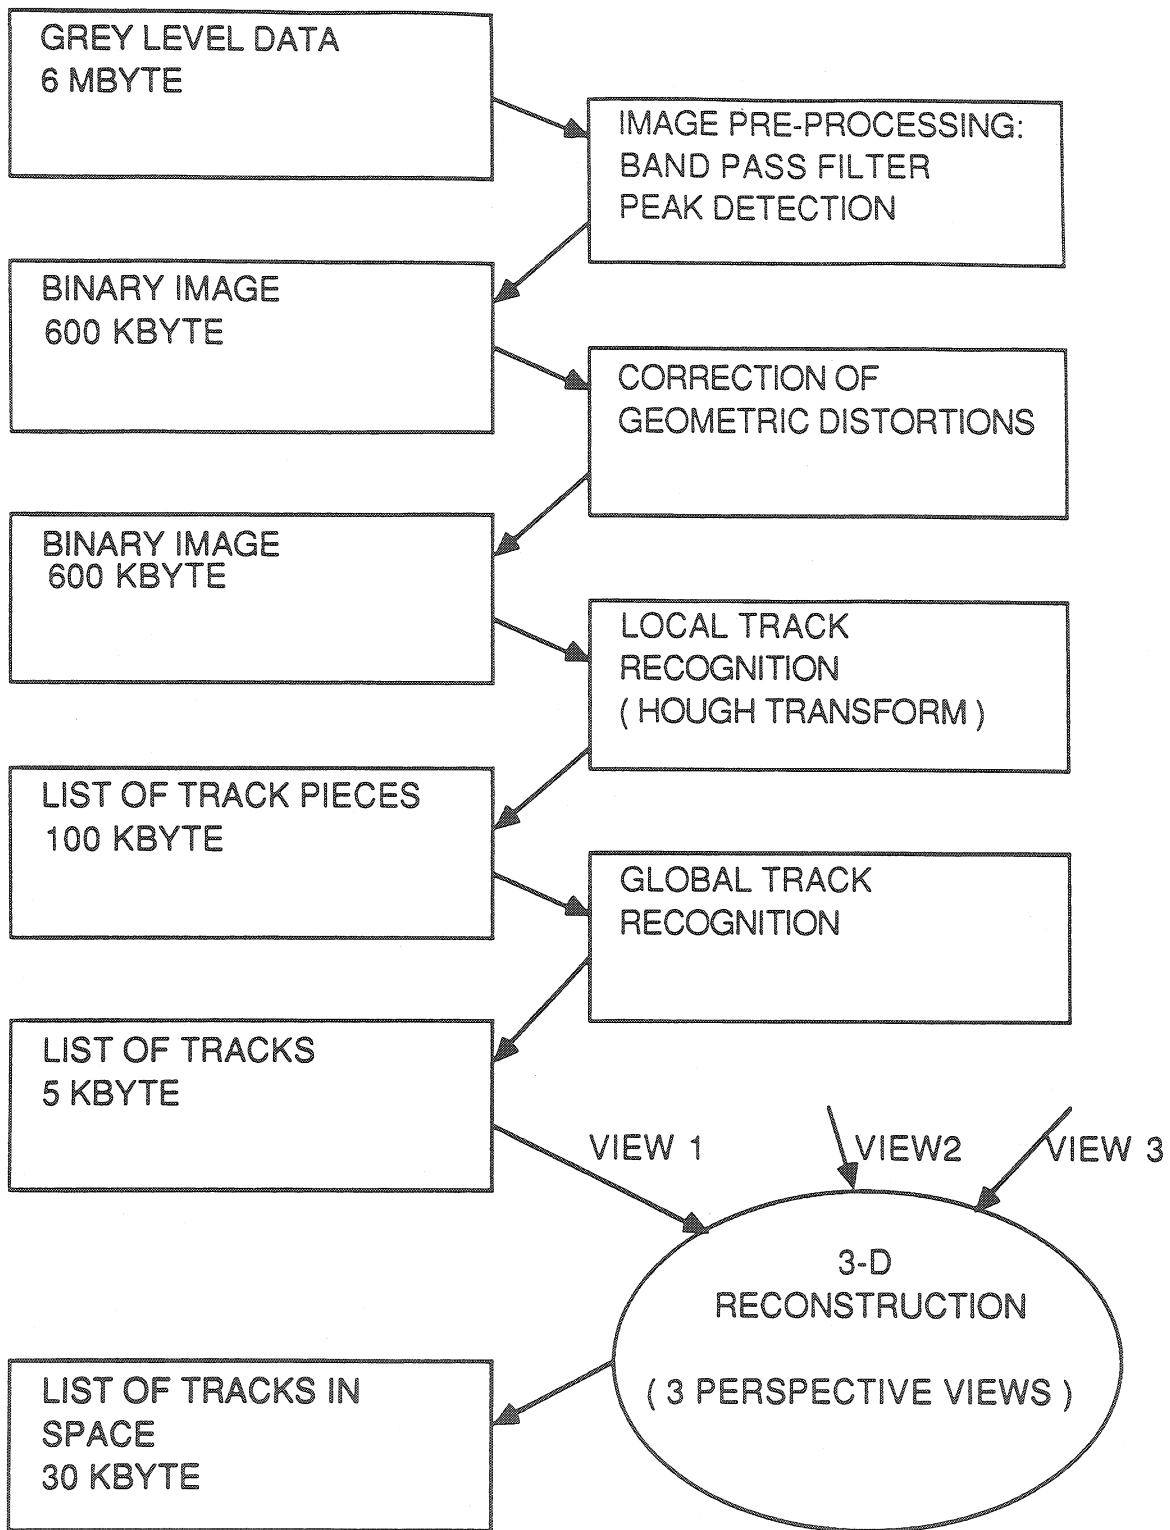 GREY LEVEL DATA
6 MBYTE
IMAGE PRE-PROCESSING:
BAND PASS FILTER
PEAK DETECTION
BINARY IMAGE
600 KBYTE
CORRECTION OF
GEOMETRIC DISTORTIONS
BINARY IMAGE
600 KBYTE
LOCAL TRACK
RECOGNITION
( HOUGH TRANSFORM )
LIST OF TRACK PIECES
100 KBYTE
GLOBAL TRACK
RECOGNITION
LIST OF TRACKS
5 KBYTE
VIEW 1
VIEW2
VIEW 3
3-D
RECONSTRUCTION
( 3 PERSPECTIVE VIEWS )
LIST OF TRACKS IN
SPACE
30 KBYTE